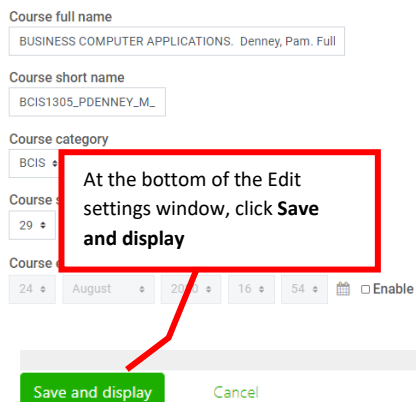 Course full name
BUSINESS COMPUTER APPLICATIONS. Denney, Pam. Full
Course short name
BCIS1305_PDENNEY_M_
Course category
BCIS
At the bottom of the Edit
settings window, click Save
and display
Course s
29
Course e
24 August 16 54 Enable
Save and display Cancel